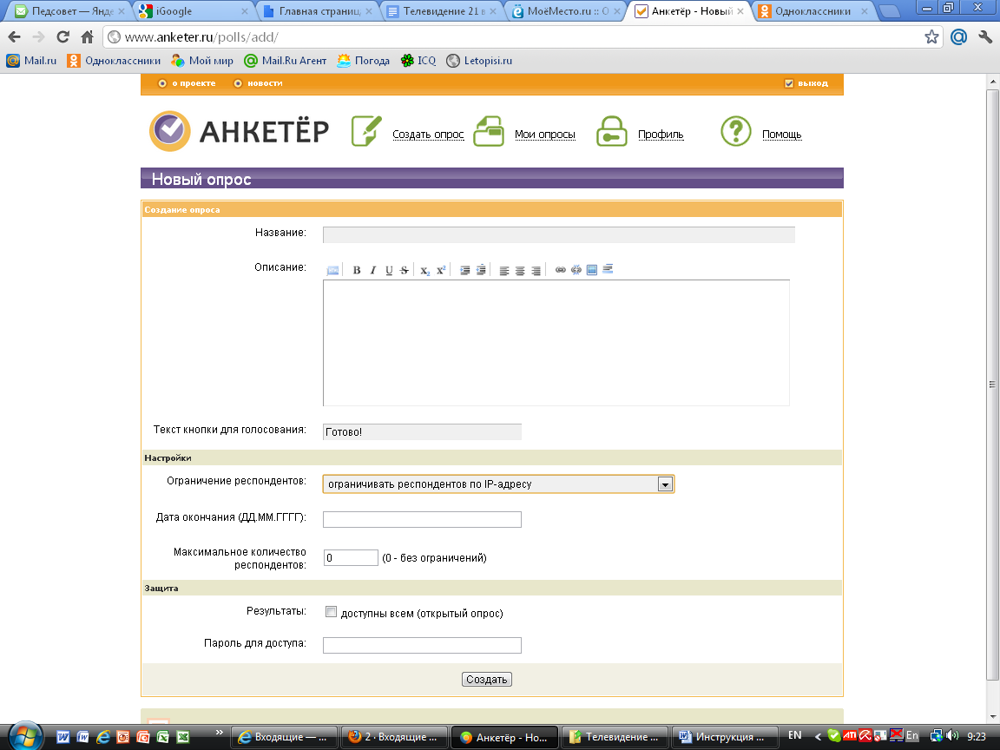 Педсовет — Янде
iGoogle
Главная страниц
Телевидение 21 в
МоёМесто.ru :: О
Анкетёр - Новый
Одноклассники
www.anketer.ru/polls/add/
Mail.ru Одноклассники Мой мир Mail.Ru Агент Погода ICQ Letopisi.ru
о проекте новости выход
АНКЕТЁР Создать опрос Мои опросы Профиль Помощь
Новый опрос
Создание опроса
Название:
Описание:
B I U S x₂ x²
Текст кнопки для голосования: Готово!
Настройки
Ограничение респондентов: ограничивать респондентов по IP-адресу
Дата окончания (ДД.ММ.ГГГГ):
Максимальное количество
респондентов: 0 (0 - без ограничений)
Защита
Результаты: доступны всем (открытый опрос)
Пароль для доступа:
Создать
Входящие — ... 2 · Входящие ... Анкетёр - Но... Телевидение ... Инструкция ... EN En 9:23